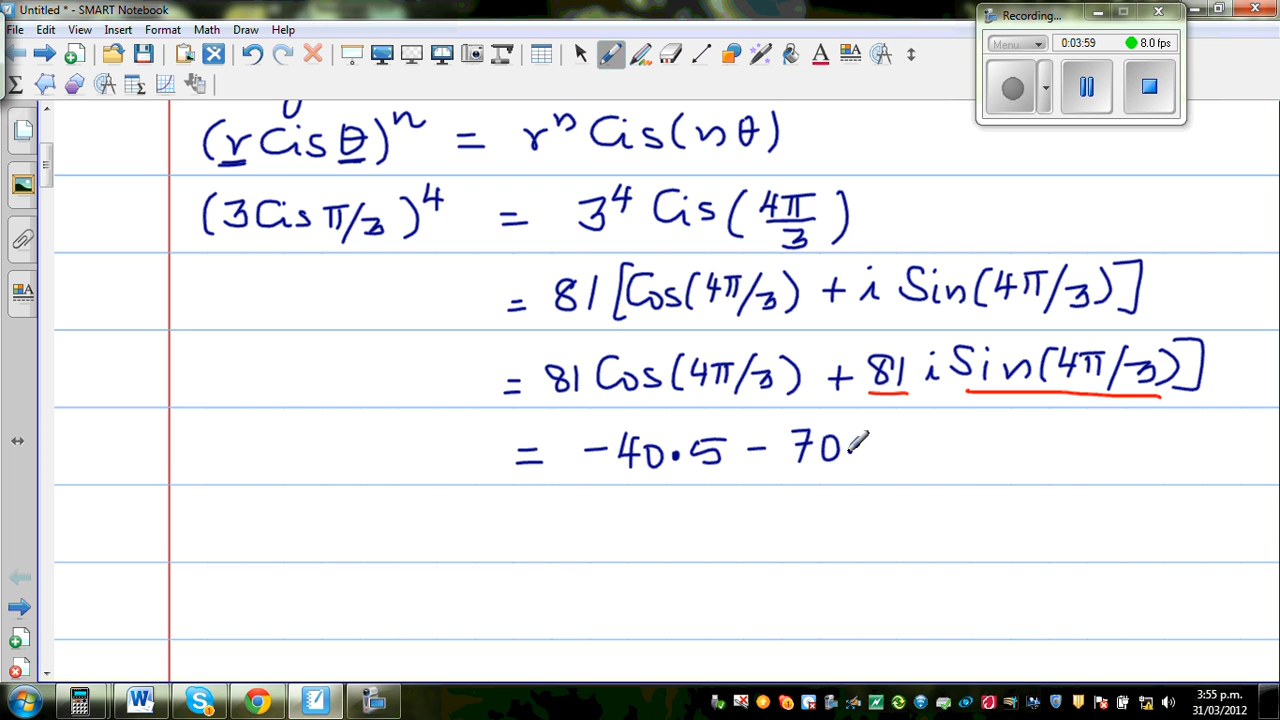 Untitled * - SMART Notebook
File Edit View Insert Format Math Draw Help
Recording...
Menu 0:03:59 8.0 fps
(r Cis θ)^n = r^n Cis(nθ)
(3Cis π/3)^4 = 3^4 Cis(4π/3)
= 81[Cos(4π/3) + i Sin(4π/3)]
= 81 Cos(4π/3) + 81 i Sin(4π/3)]
= -40.5 - 70
3:55 p.m.
31/03/2012